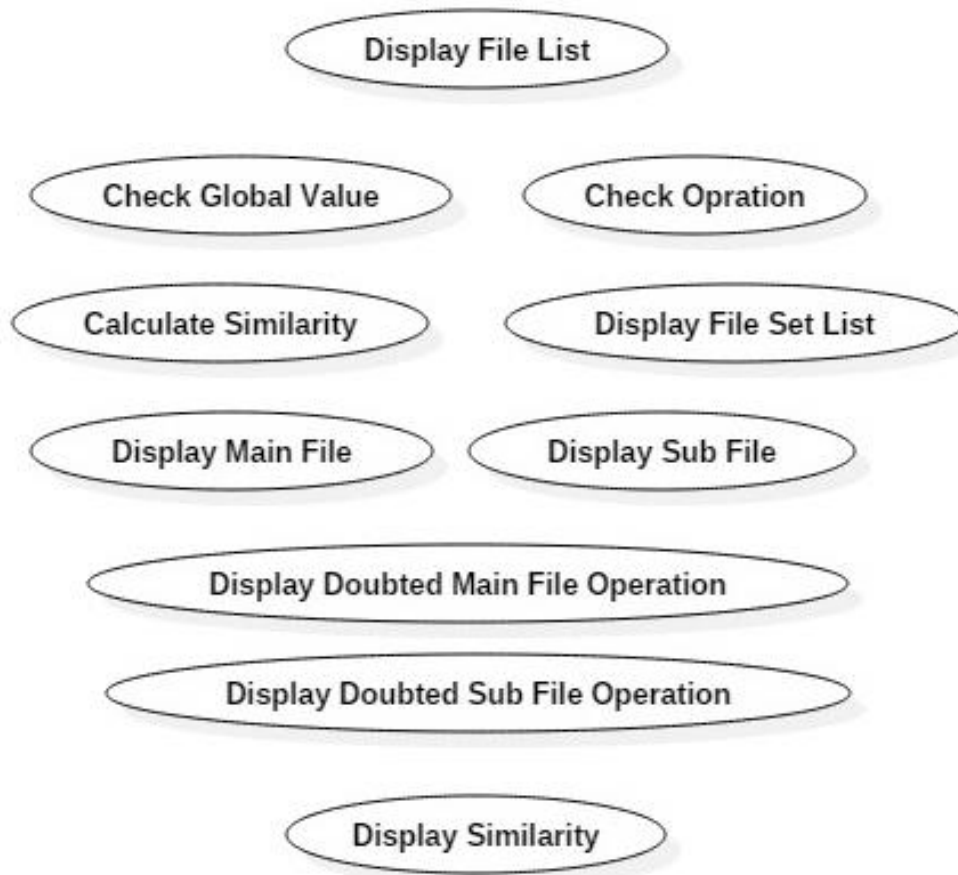 Display File List
Check Global Value
Check Opration
Calculate Similarity
Display File Set List
Display Main File
Display Sub File
Display Doubted Main File Operation
Display Doubted Sub File Operation
Display Similarity